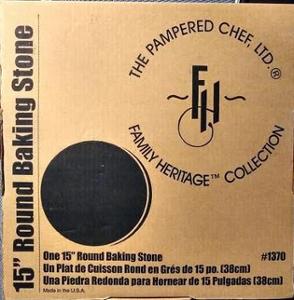 15" Round Baking Stone
THE PAMPERED CHEF, LTD.®
FH
FAMILY HERITAGE™ COLLECTION
One 15" Round Baking Stone #1370
Un Plat de Cuisson Rond en Grés de 15 po. (38cm)
Una Piedra Redonda para Hornear de 15 Pulgadas (38cm)
Made in the U.S.A.